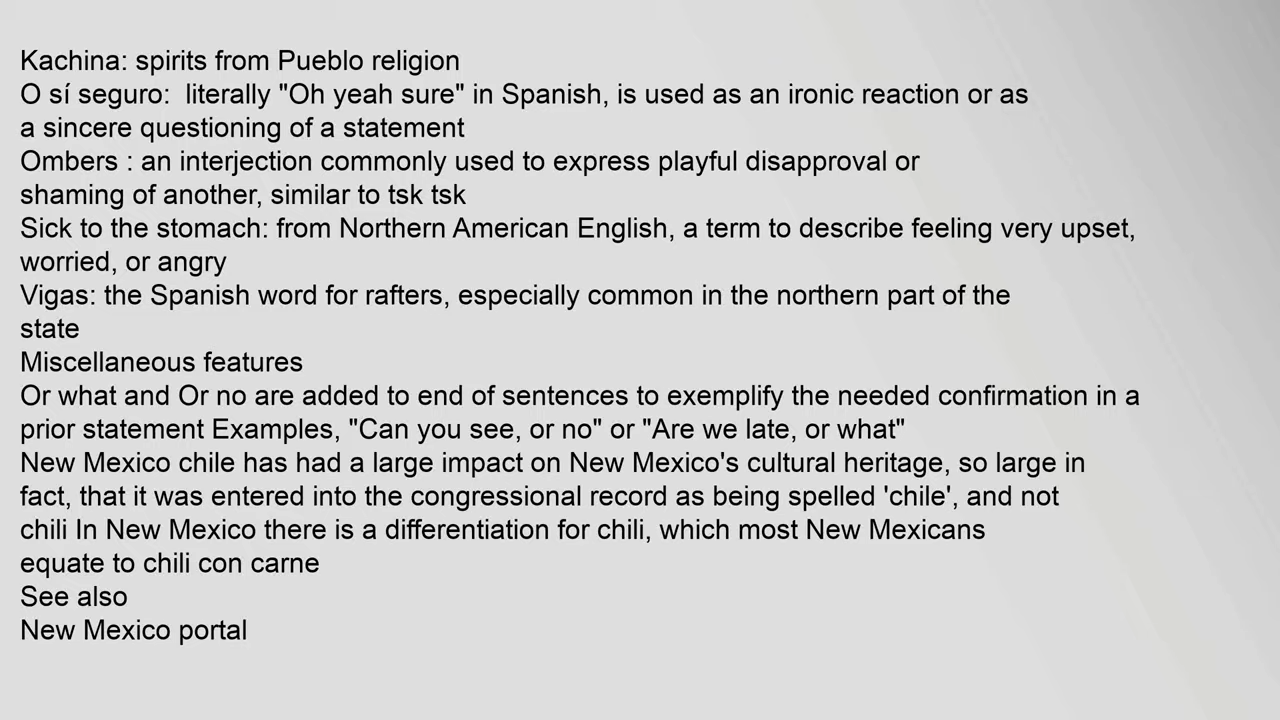 Kachina: spirits from Pueblo religion
O sí seguro:  literally "Oh yeah sure" in Spanish, is used as an ironic reaction or as
a sincere questioning of a statement
Ombers : an interjection commonly used to express playful disapproval or
shaming of another, similar to tsk tsk
Sick to the stomach: from Northern American English, a term to describe feeling very upset,
worried, or angry
Vigas: the Spanish word for rafters, especially common in the northern part of the
state
Miscellaneous features
Or what and Or no are added to end of sentences to exemplify the needed confirmation in a
prior statement Examples, "Can you see, or no" or "Are we late, or what"
New Mexico chile has had a large impact on New Mexico's cultural heritage, so large in
fact, that it was entered into the congressional record as being spelled 'chile', and not
chili In New Mexico there is a differentiation for chili, which most New Mexicans
equate to chili con carne
See also
New Mexico portal